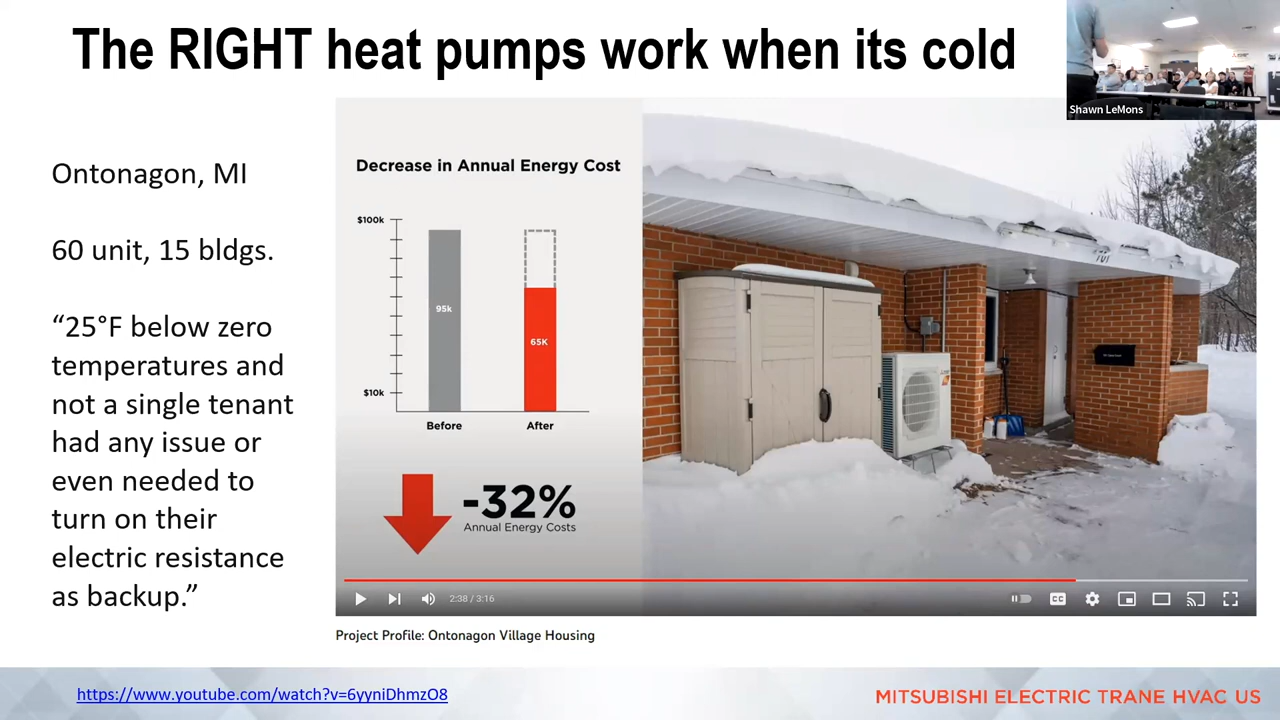 The RIGHT heat pumps work when its cold
Shawn LeMons
Ontonagon, MI
60 unit, 15 bldgs.
“25°F below zero
temperatures and
not a single tenant
had any issue or
even needed to
turn on their
electric resistance
as backup.”
Decrease in Annual Energy Cost
$100k
95k
65K
$10k
Before
After
-32%
Annual Energy Costs
701
2:38 / 3:16
CC
Project Profile: Ontonagon Village Housing
https://www.youtube.com/watch?v=6yyniDhmzO8
MITSUBISHI ELECTRIC TRANE HVAC US